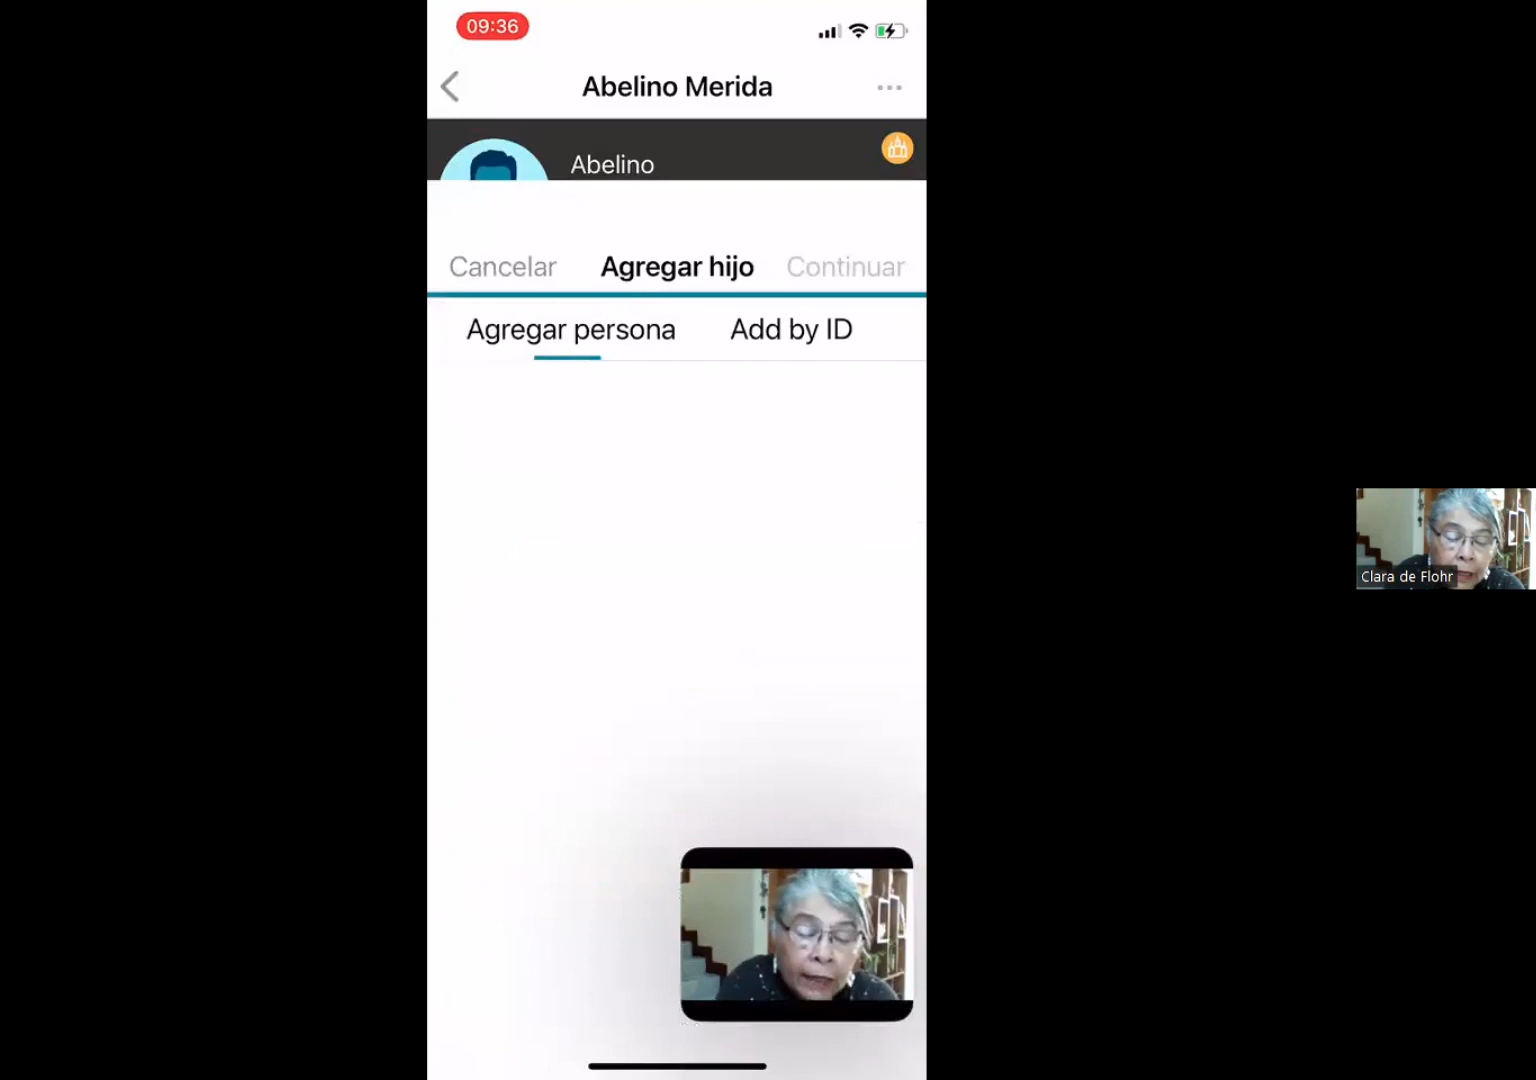 09:36
Abelino Merida
Abelino
Cancelar Agregar hijo Continuar
Agregar persona Add by ID
Clara de Flohr